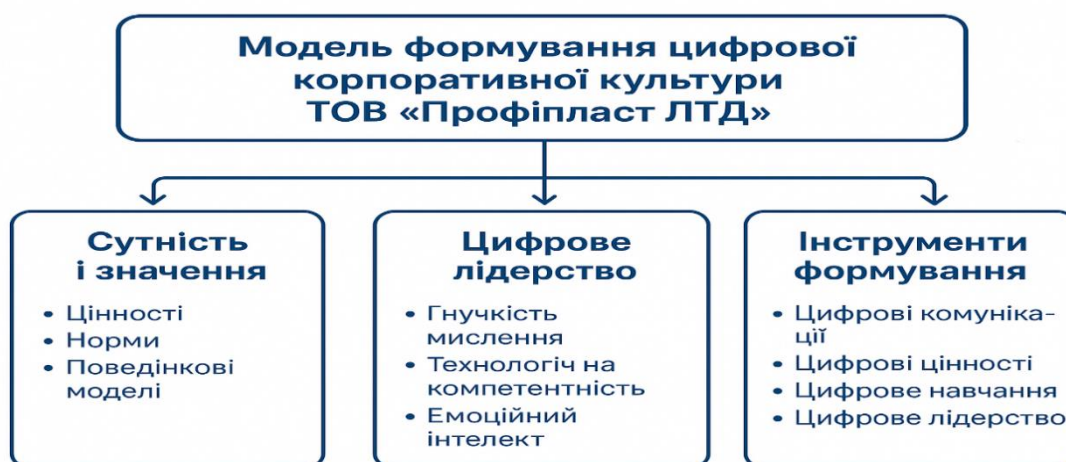 Модель формування цифрової
корпоративної культури
ТОВ «Профіпласт ЛТД»
Сутність
і значення
• Цінності
• Норми
• Поведінкові
моделі
Цифрове
лідерство
• Гнучкість
мислення
• Технологіч на
компетентність
• Емоційний
інтелект
Інструменти
формування
• Цифрові комуніка-
ції
• Цифрові цінності
• Цифрове навчання
• Цифрове лідерство